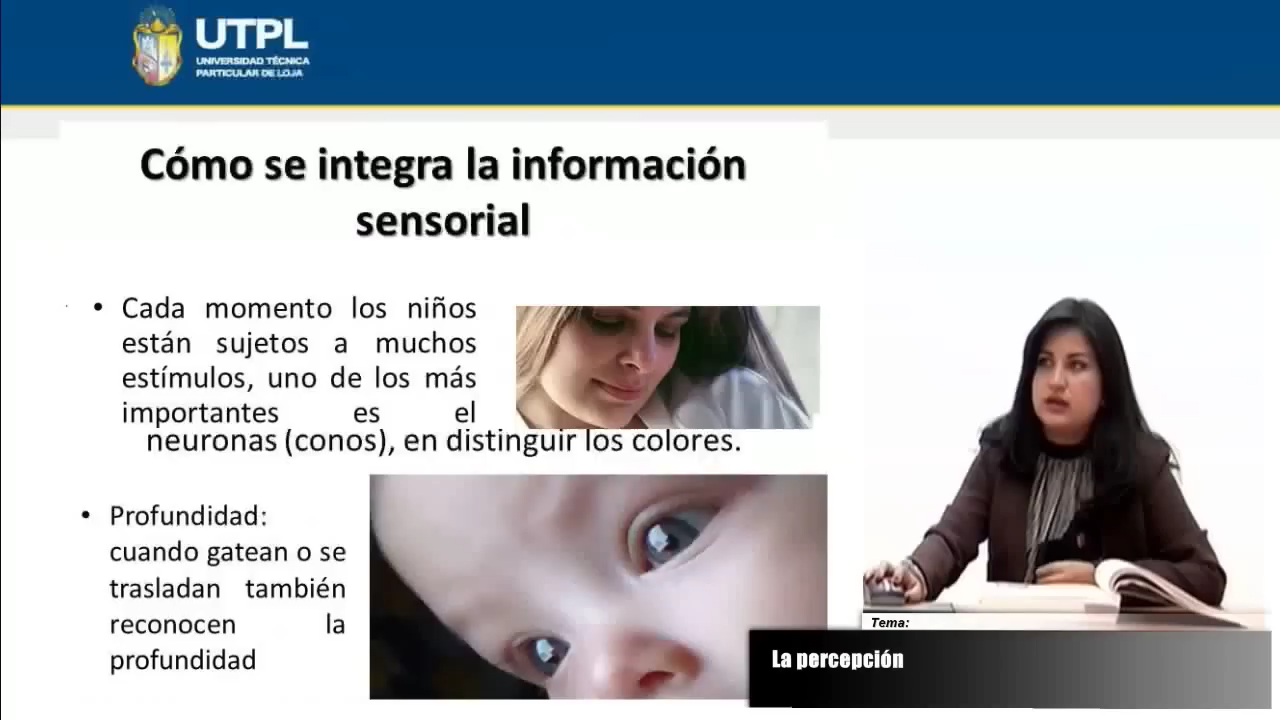 UTPL
UNIVERSIDAD TÉCNICA
PARTICULAR DE LOJA
Cómo se integra la información
sensorial
• Cada momento los niños
están sujetos a muchos
estímulos, uno de los más
importantes es el
neuronas (conos), en distinguir los colores.
• Profundidad:
cuando gatean o se
trasladan también
reconocen la
profundidad
Tema:
La percepción